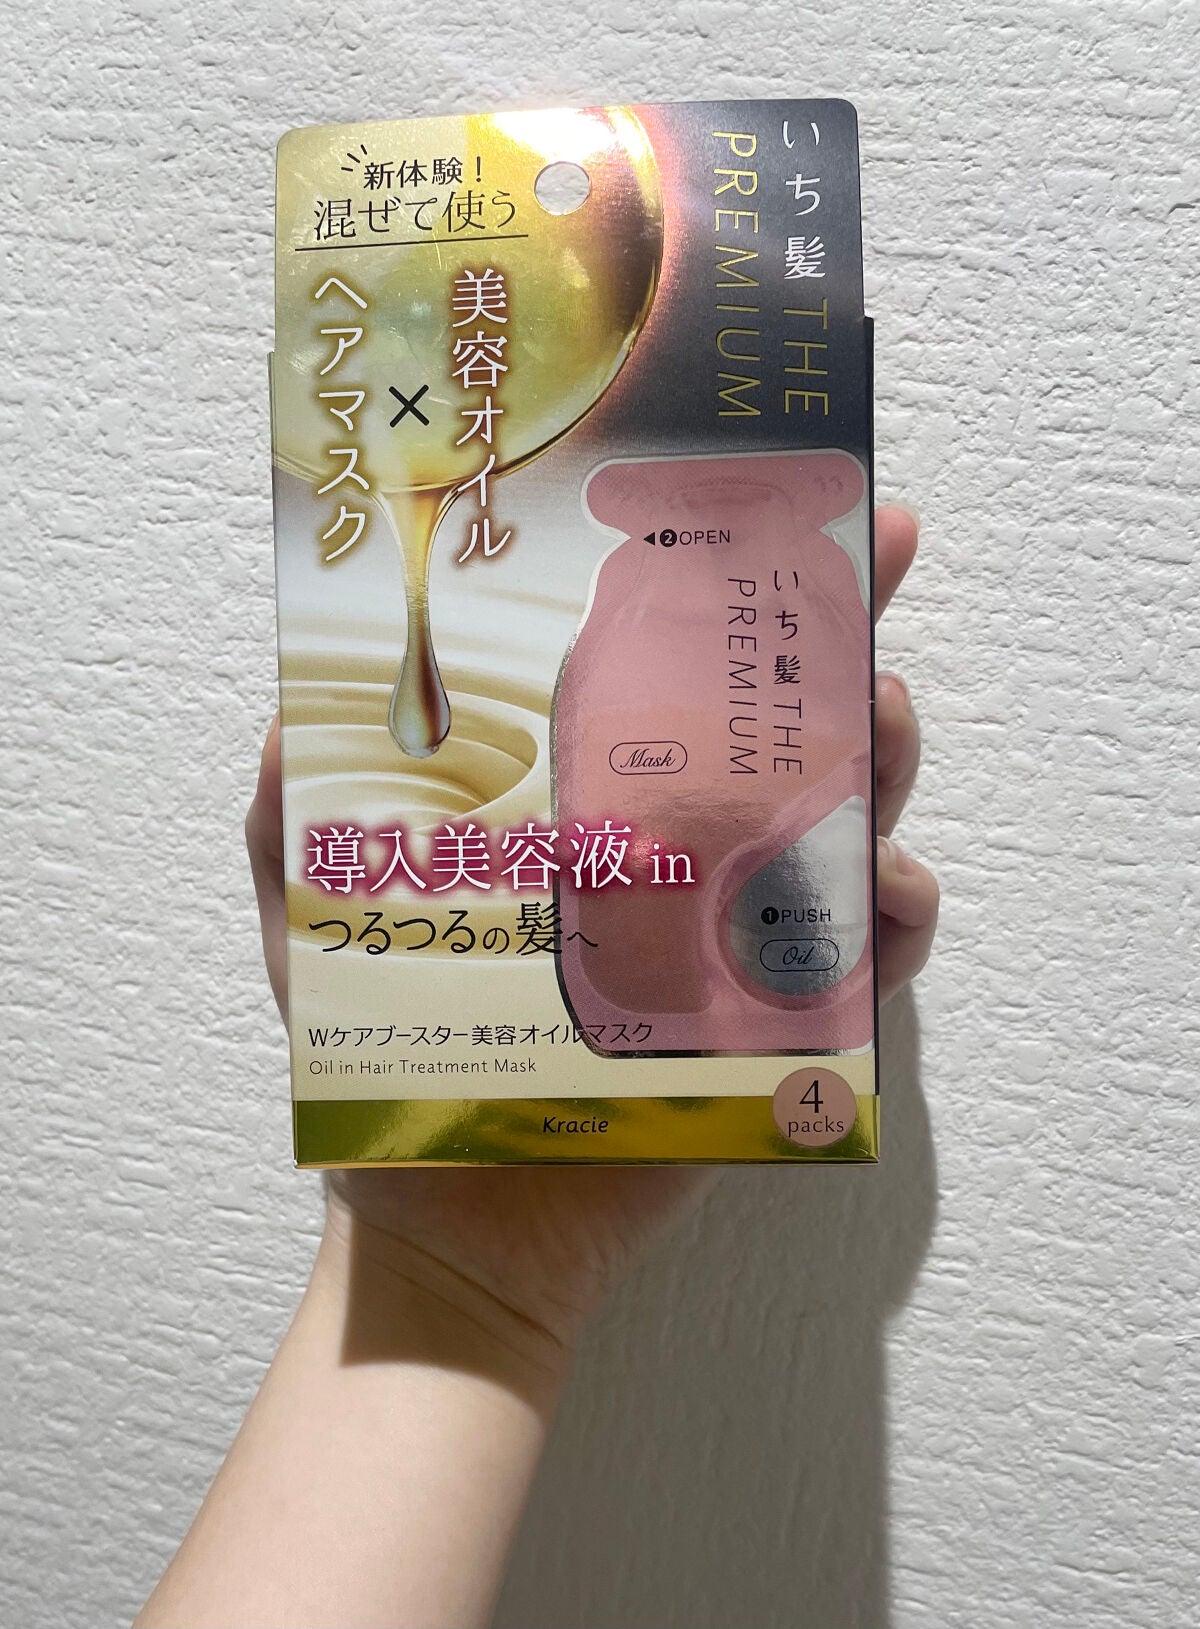 新体験！
混ぜて使う
美容オイル
×
ヘアマスク
いち髪 THE
PREMIUM
◀❷OPEN
いち髪 THE
PREMIUM
Mask
❶PUSH
Oil
導入美容液 in
つるつるの髪へ
Wケアブースター美容オイルマスク
Oil in Hair Treatment Mask
Kracie
4
packs